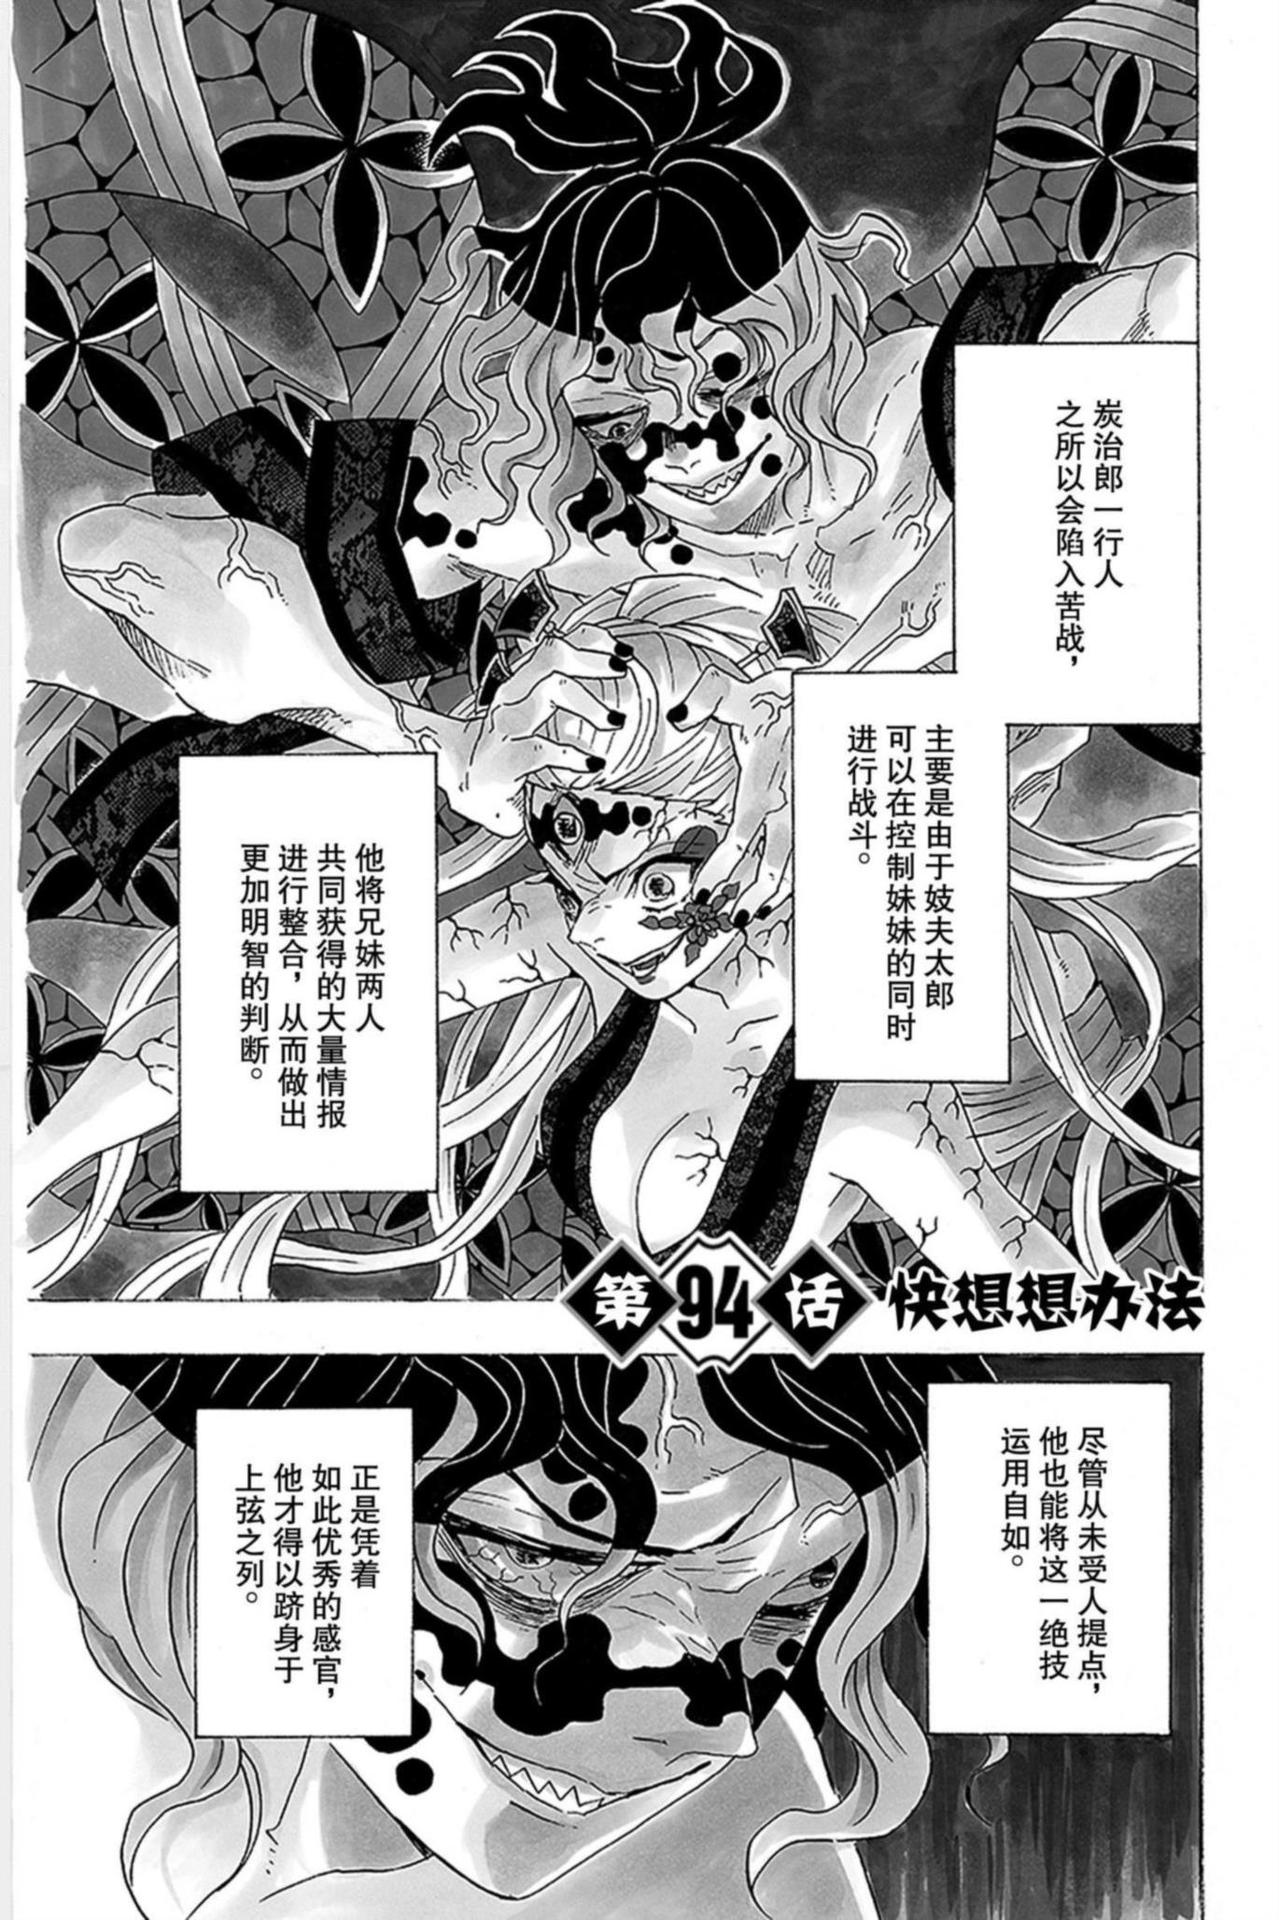 炭治郎一行人
之所以会陷入苦战，
主要是由于妓夫太郎
可以在控制妹妹的同时
进行战斗。
他将兄妹两人
共同获得的大量情报
进行整合，从而做出
更加明智的判断。
第94话 快想想办法
尽管从未受人提点，
他也能将这一绝技
运用自如。
正是凭着
如此优秀的感官，
他才得以跻身于
上弦之列。